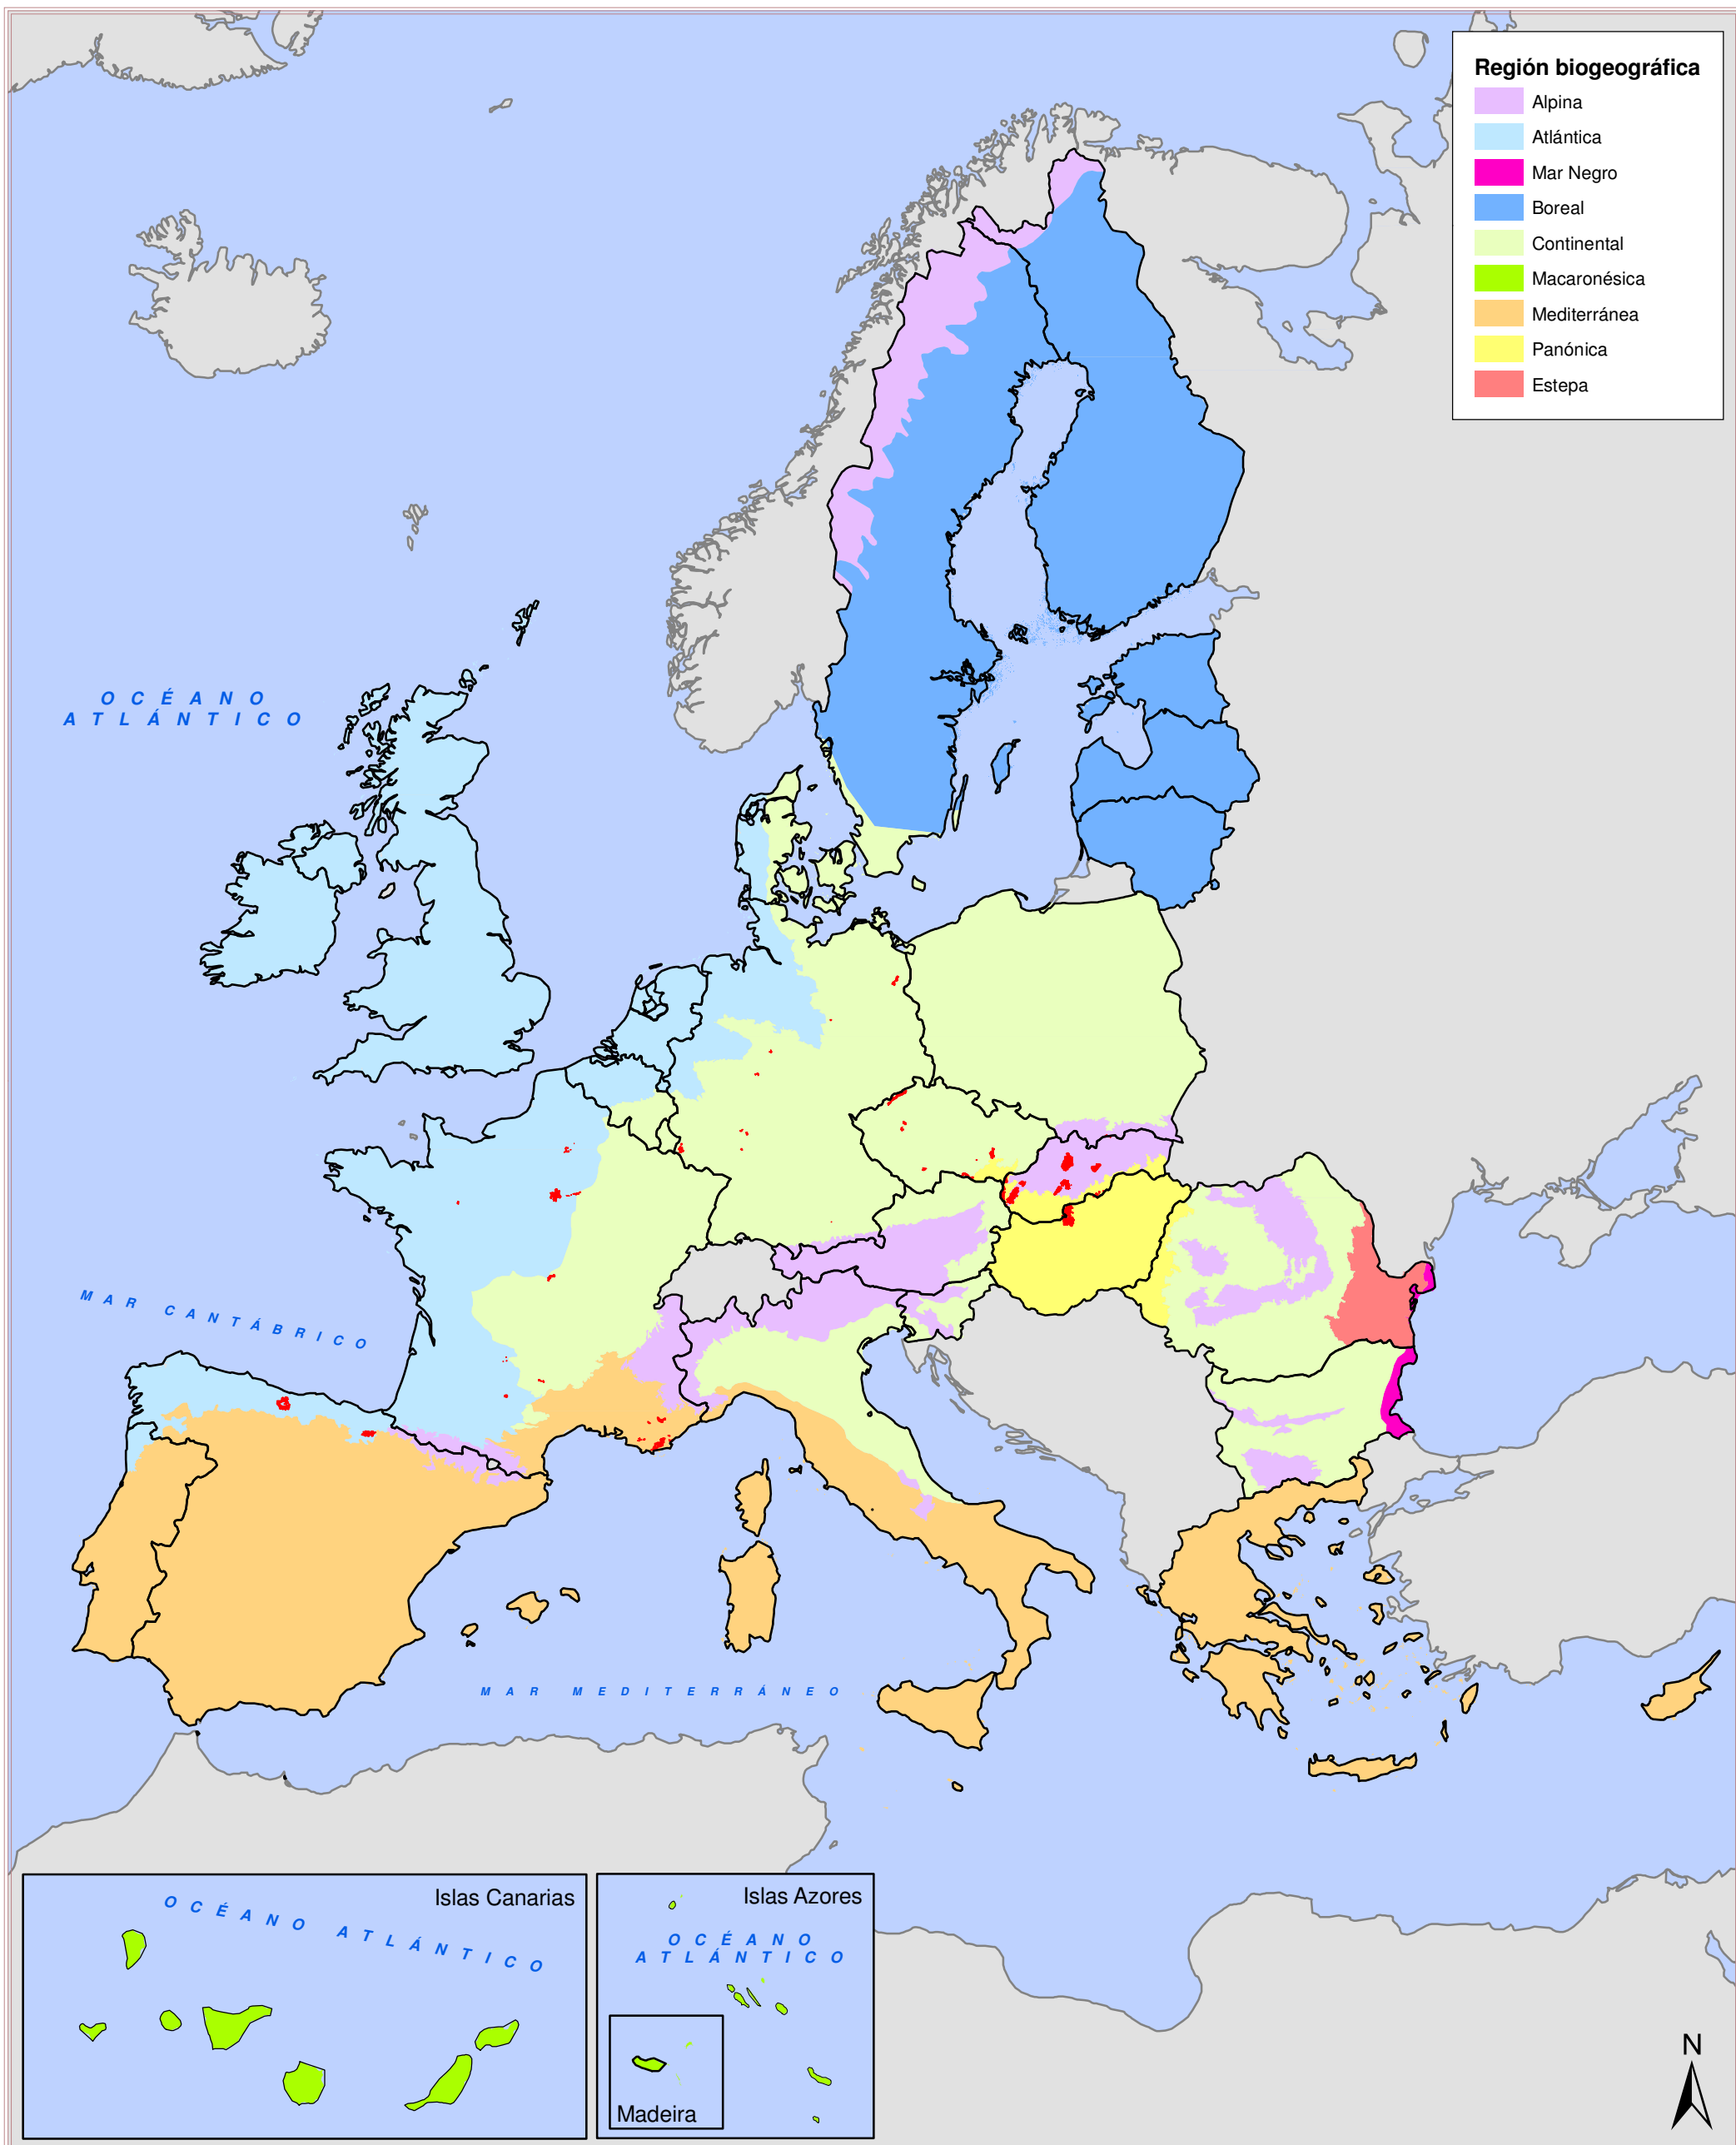 Región biogeográfica
Alpina
Atlántica
Mar Negro
Boreal
Continental
Macaronésica
Mediterránea
Panónica
Estepa
OCÉANO
ATLÁNTICO
MAR CANTÁBRICO
MAR MEDITERRÁNEO
Islas Canarias
OCÉANO ATLÁNTICO
Islas Azores
OCÉANO
ATLÁNTICO
Madeira
N